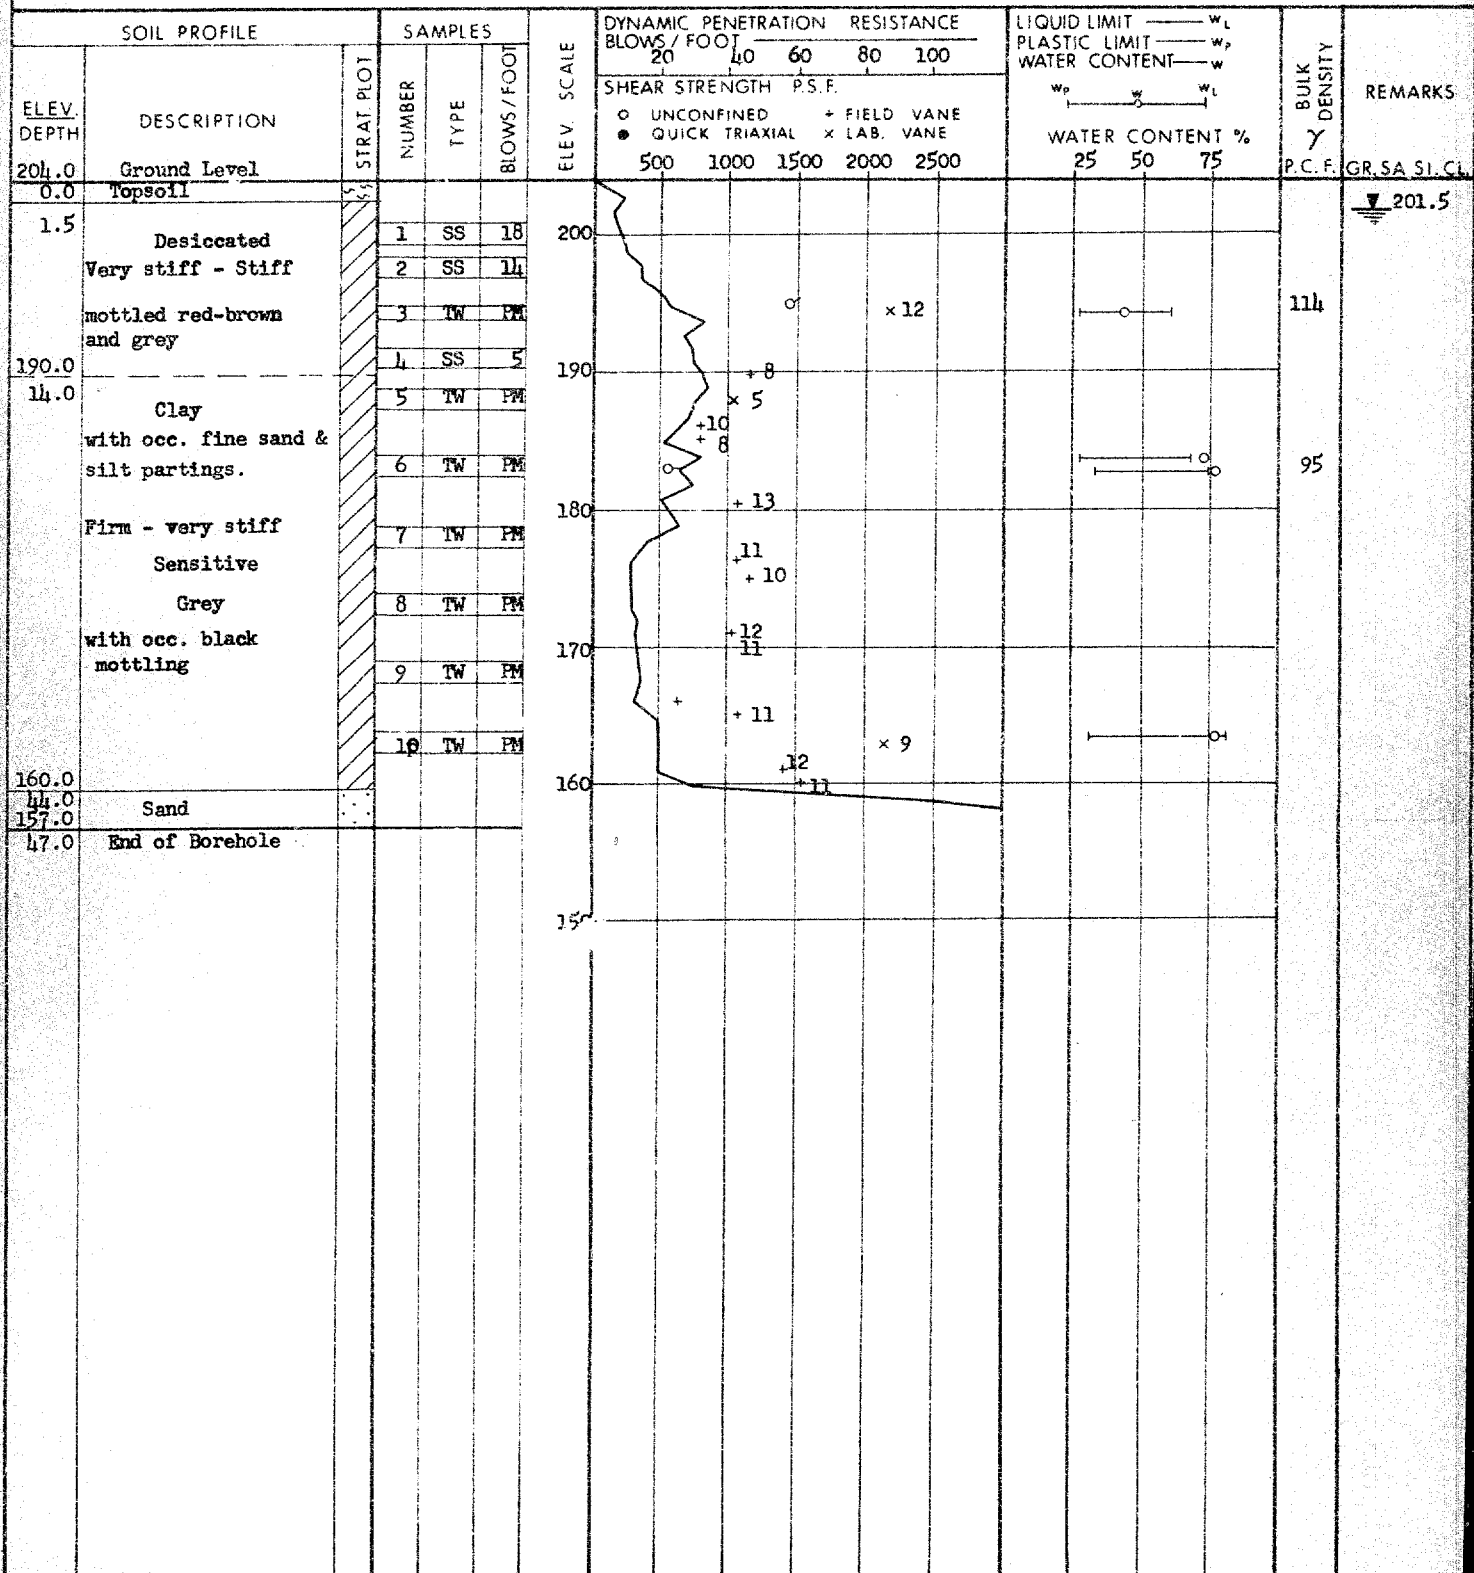 SOIL PROFILE
SAMPLES
DYNAMIC PENETRATION RESISTANCE
BLOWS / FOOT
20 40 60 80 100
SHEAR STRENGTH P.S.F.
○ UNCONFINED + FIELD VANE
● QUICK TRIAXIAL × LAB. VANE
500 1000 1500 2000 2500
LIQUID LIMIT —— wL
PLASTIC LIMIT —— wP
WATER CONTENT —— w
wP w wL
WATER CONTENT %
25 50 75
BULK DENSITY
γ
P.C.F.
REMARKS
GR. SA SI. CL.
ELEV.
DEPTH
DESCRIPTION
STRAT. PLOT
NUMBER
TYPE
BLOWS / FOOT
ELEV. SCALE
204.0 Ground Level
0.0 Topsoil
201.5
1.5
Desiccated
1 SS 18
200
Very stiff - Stiff
2 SS 14
mottled red-brown
3 TW PM
12
114
and grey
190.0
4 SS 5
190
8
14.0
5 TW PM
5
Clay
10
with occ. fine sand &
8
silt partings.
6 TW PM
95
13
180
Firm - very stiff
7 TW PM
11
Sensitive
10
Grey
8 TW PM
with occ. black
12
170
11
mottling
9 TW PM
11
10 TW PM
9
12
160.0
160
11
44.0
157.0
Sand
47.0 End of Borehole